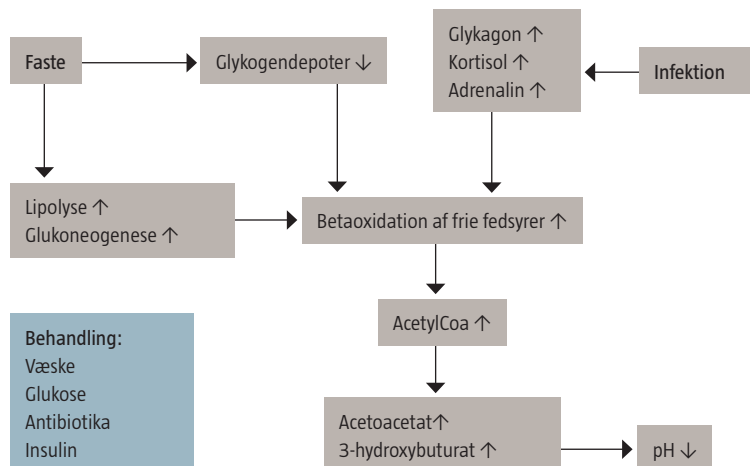 Faste
Glykogendepoter ↓
Glykagon ↑
Kortisol ↑
Adrenalin ↑
Infektion
Lipolyse ↑
Glukoneogenese ↑
Betaoxidation af frie fedsyrer ↑
AcetylCoa ↑
Behandling:
Væske
Glukose
Antibiotika
Insulin
Acetoacetat↑
3-hydroxybuturat ↑
pH ↓